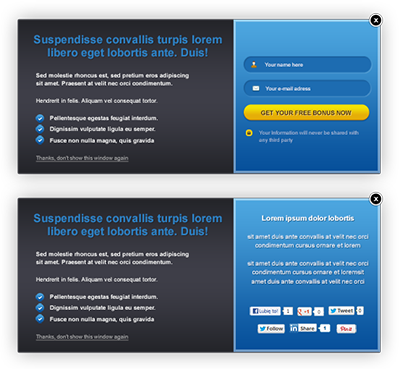 x
Suspendisse convallis turpis lorem
libero eget lobortis ante. Duis!
Sed molestie rhoncus est, sed pretium eros adipiscing
sit amet. Praesent at velit nec orci condimentum.
Hendrerit in felis. Aliquam vel consequat tortor.
Pellentesque egestas feugiat interdum.
Dignissim vulputate ligula eu semper.
Fusce non nulla magna, quis gravida
Thanks, don't show this window again
Your name here
Your e-mail adress
GET YOUR FREE BONUS NOW
Your Information will never be shared with
any third party
x
Suspendisse convallis turpis lorem
libero eget lobortis ante. Duis!
Sed molestie rhoncus est, sed pretium eros adipiscing
sit amet. Praesent at velit nec orci condimentum.
Hendrerit in felis. Aliquam vel consequat tortor.
Pellentesque egestas feugiat interdum.
Dignissim vulputate ligula eu semper.
Fusce non nulla magna, quis gravida
Thanks, don't show this window again
Lorem ipsum dolor lobortis
sit amet duis ante convallis at velit nec orci
condimentum cursus ornare et lorem
sit amet duis ante convallis at velit nec orci
condimentum cursus ornare et loremsit
amet duis ante convallis at velit nec orci
Lubię to! 1 +1 0 Tweet 0
Follow in Share 1 Pin it